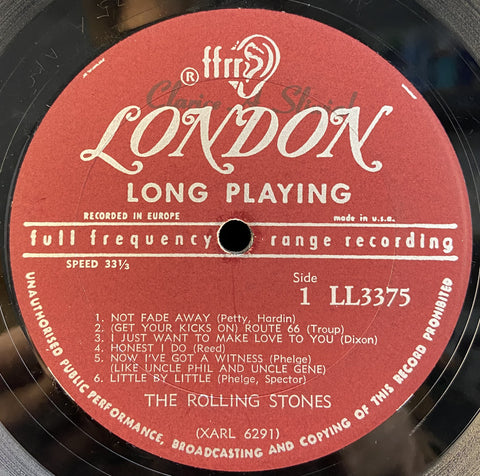 ffrr
®
LONDON
LONG PLAYING
RECORDED IN EUROPE made in u.s.a.
full frequency range recording
SPEED 33⅓
Side
1 LL3375
1. NOT FADE AWAY (Petty, Hardin)
2. (GET YOUR KICKS ON) ROUTE 66 (Troup)
3. I JUST WANT TO MAKE LOVE TO YOU (Dixon)
4. HONEST I DO (Reed)
5. NOW I'VE GOT A WITNESS (Phelge)
(LIKE UNCLE PHIL AND UNCLE GENE)
6. LITTLE BY LITTLE (Phelge, Spector)
THE ROLLING STONES
(XARL 6291)
UNAUTHORISED PUBLIC PERFORMANCE, BROADCASTING AND COPYING OF THIS RECORD PROHIBITED